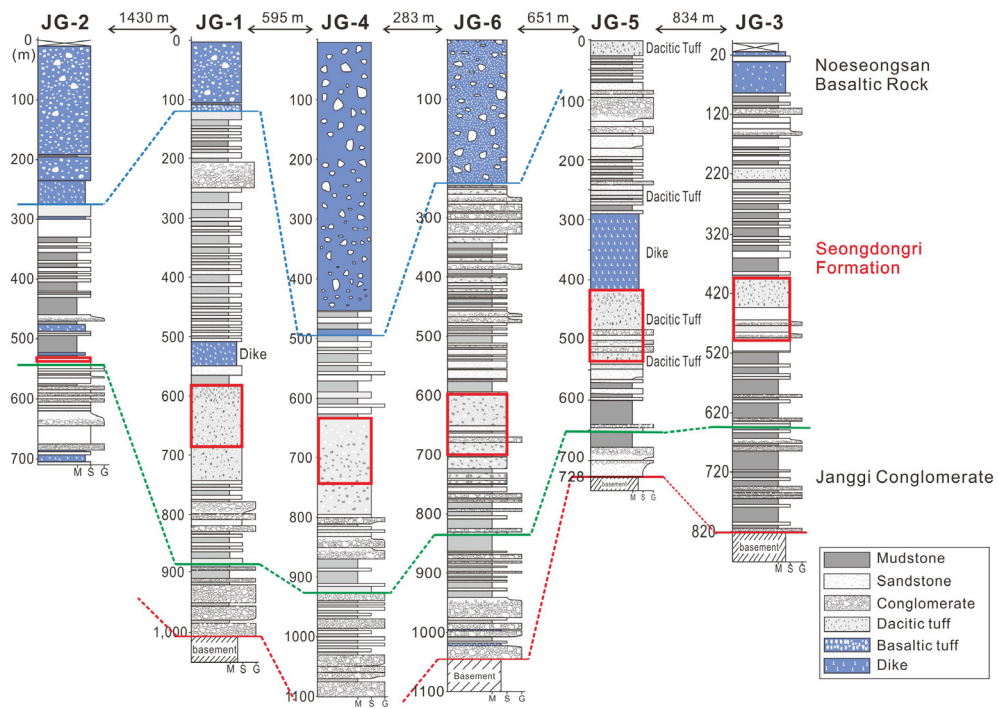 JG-2 1430 m JG-1 595 m JG-4 283 m JG-6 651 m JG-5 834 m JG-3
0
(m)
100
200
300
400
500
600
700
M S G
0
100
200
300
400
500
Dike
600
700
800
900
1,000
basement
M S G
0
100
200
300
400
500
600
700
800
900
1000
1100
M S G
0
100
200
300
400
500
600
700
800
900
1000
Basement
1100
M S G
0
Dacitic Tuff
100
200
Dacitic Tuff
300
Dike
400
Dacitic Tuff
500
Dacitic Tuff
600
700
728
basement
M S G
20
120
220
320
420
520
620
720
820
basement
M S G
Noeseongsan
Basaltic Rock
Seongdongri
Formation
Janggi Conglomerate
Mudstone
Sandstone
Conglomerate
Dacitic tuff
Basaltic tuff
Dike